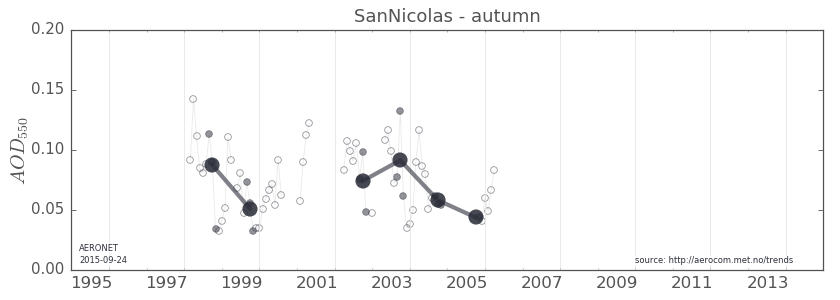 SanNicolas - autumn
0.20
0.15
0.10
0.05
0.00
AOD550
AERONET
2015-09-24
source: http://aerocom.met.no/trends
1995 1997 1999 2001 2003 2005 2007 2009 2011 2013